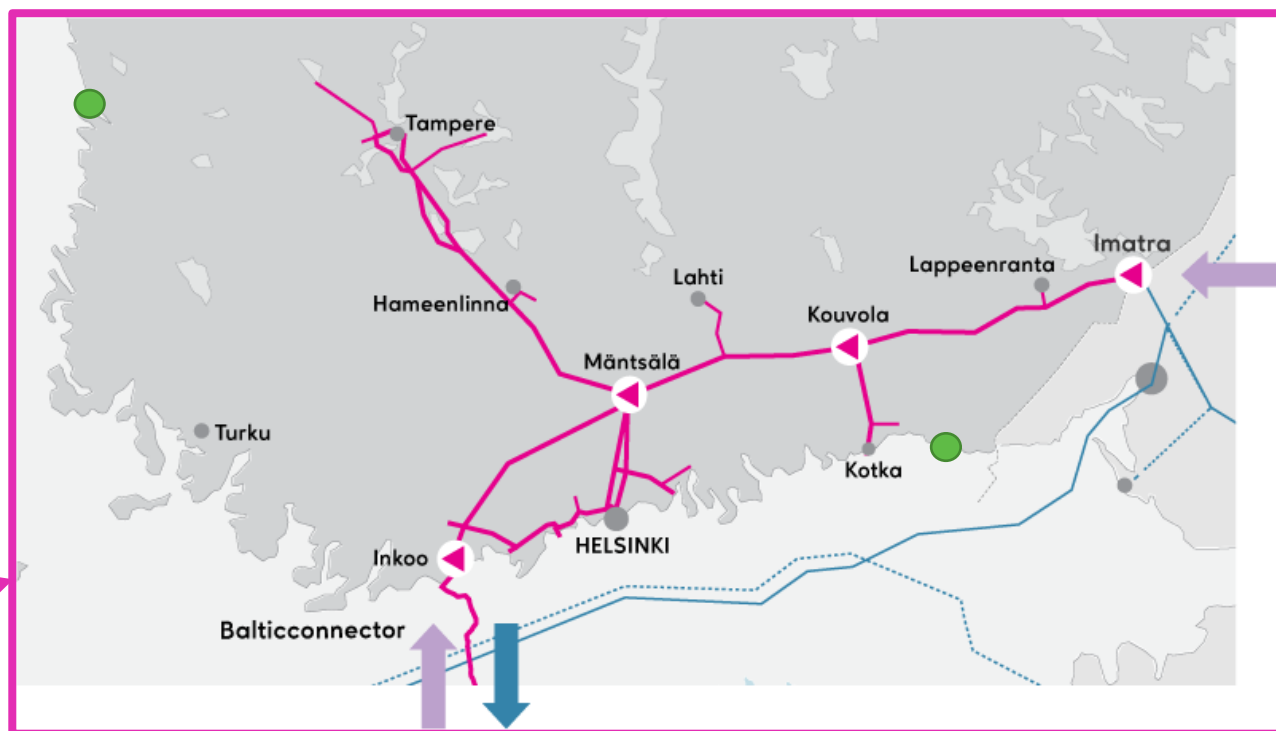 Tampere
Imatra
Lappeenranta
Lahti
Hameenlinna
Kouvola
Mäntsälä
Turku
Kotka
HELSINKI
Inkoo
Balticconnector